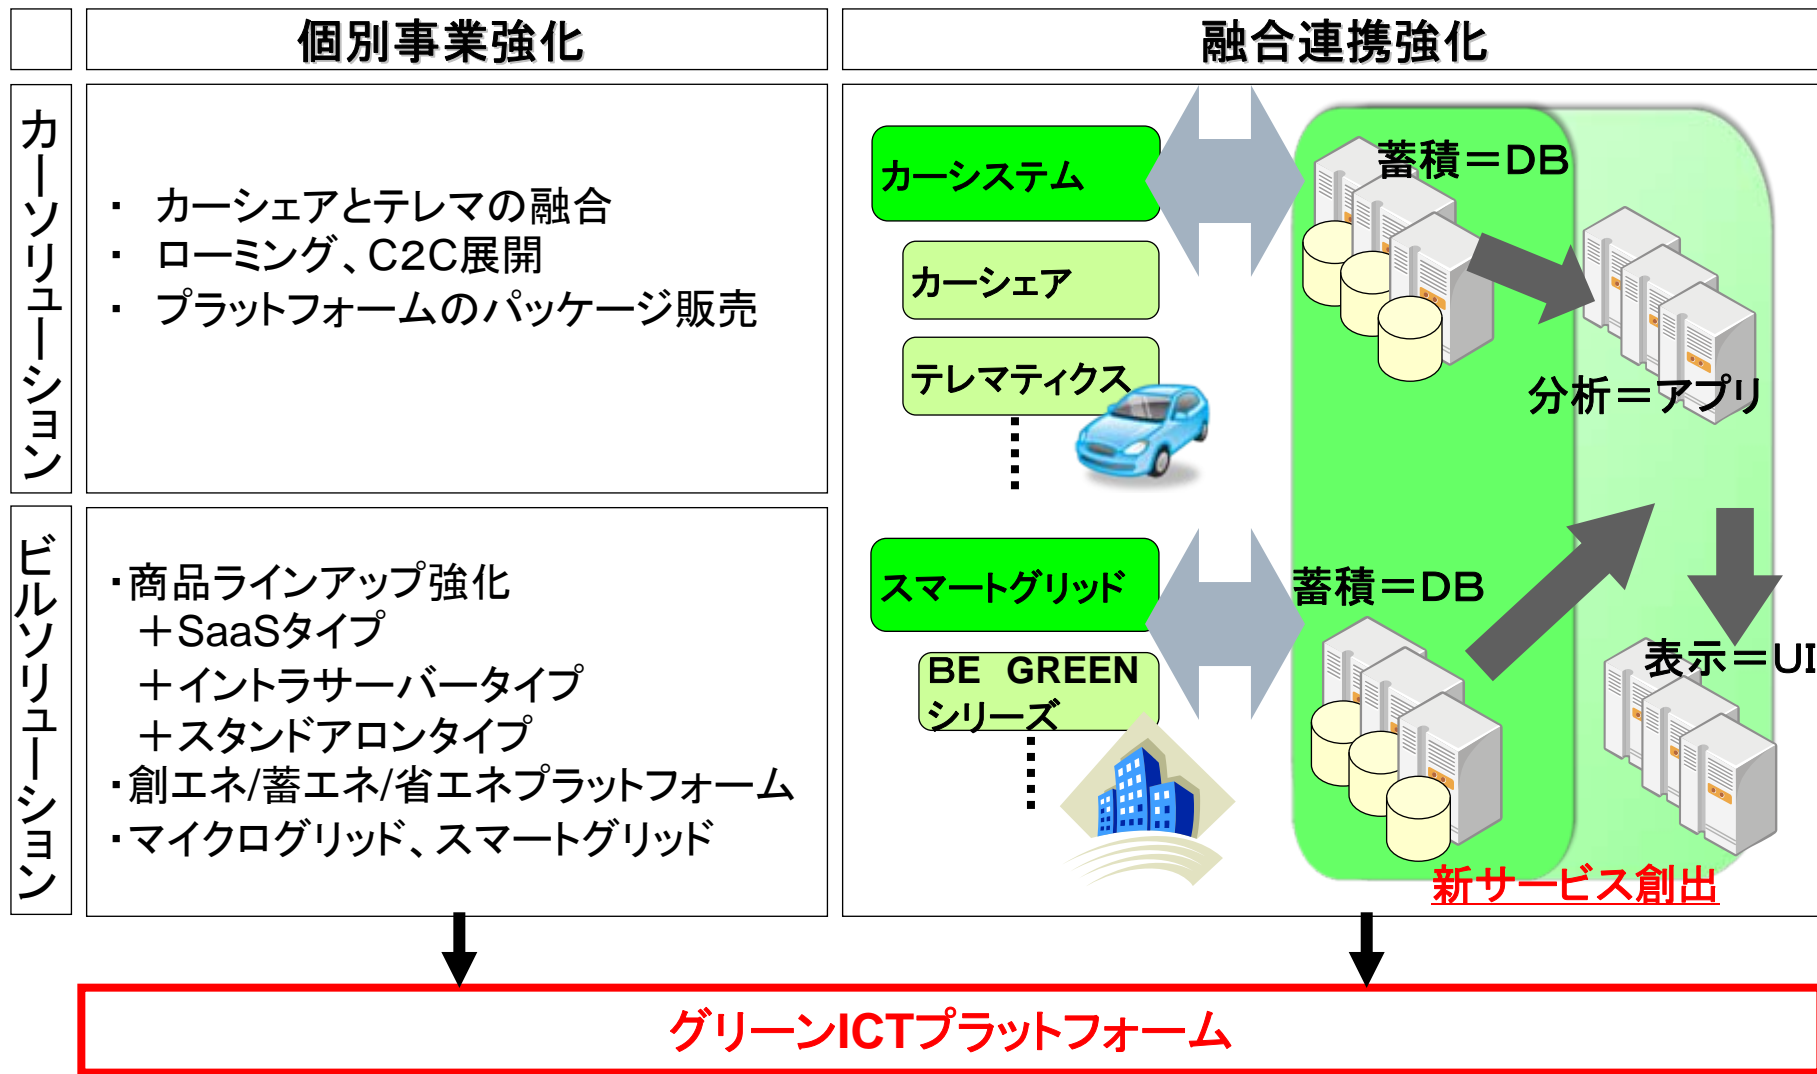 個別事業強化
融合連携強化
カーソリューション
・ カーシェアとテレマの融合
・ ローミング、C2C展開
・ プラットフォームのパッケージ販売
カーシステム
カーシェア
テレマティクス
蓄積＝DB
分析＝アプリ
ビルソリューション
・商品ラインアップ強化
＋SaaSタイプ
＋イントラサーバータイプ
＋スタンドアロンタイプ
・創エネ/蓄エネ/省エネプラットフォーム
・マイクログリッド、スマートグリッド
スマートグリッド
BE GREEN
シリーズ
蓄積＝DB
表示＝UI
新サービス創出
グリーンICTプラットフォーム